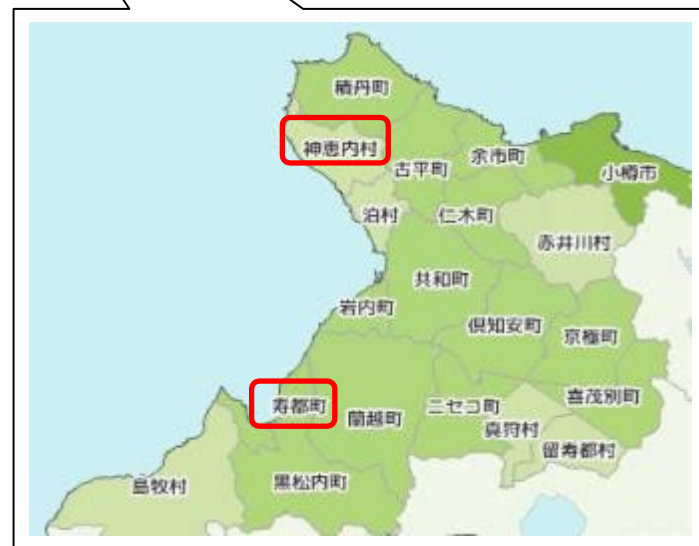 積丹町
神恵内村
古平町
余市町
小樽市
泊村
仁木町
赤井川村
共和町
岩内町
倶知安町
京極町
寿都町
蘭越町
ニセコ町
喜茂別町
真狩村
留寿都村
島牧村
黒松内町